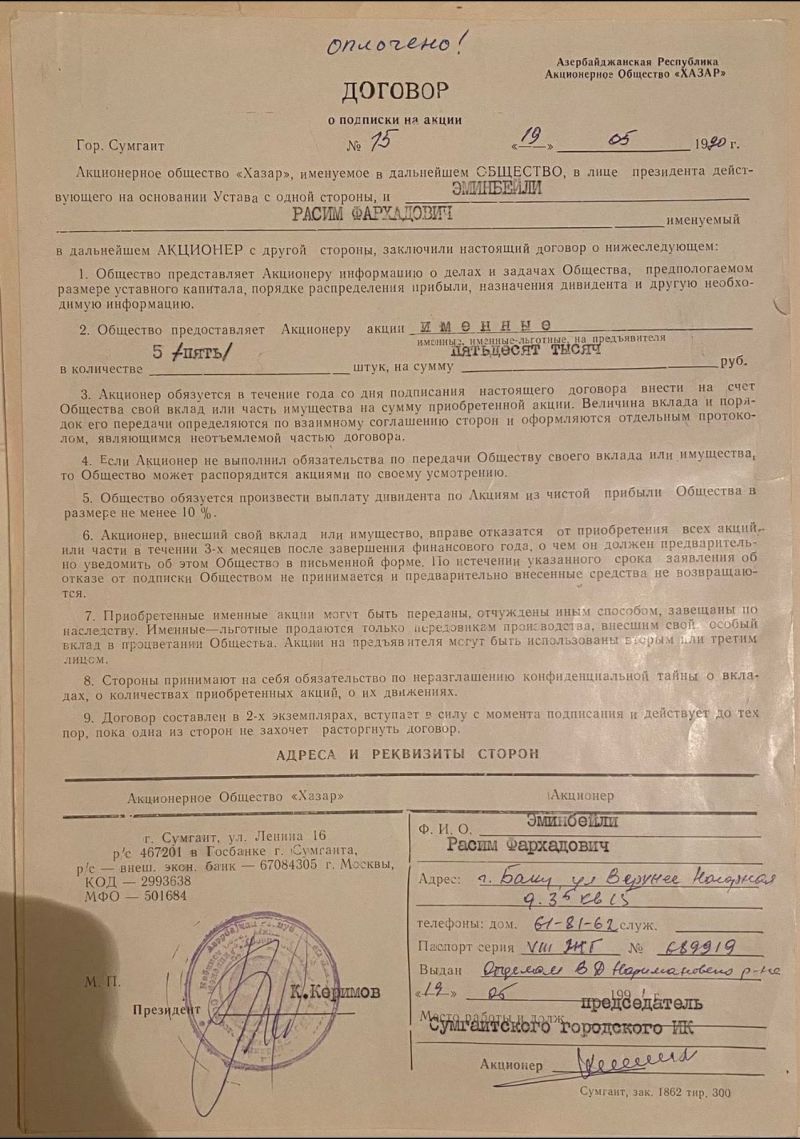 оплочено!
Азербайджанская Республика
Акционерное Общество «ХАЗАР»
ДОГОВОР
о подписки на акции
Гор. Сумгаит № 15 «19» 05 1990 г.
Акционерное общество «Хазар», именуемое в дальнейшем ОБЩЕСТВО, в лице президента дейст-
вующего на основании Устава с одной стороны, и ЭМИНБЕЙЛИ
РАСИМ ФАРХАДОВИЧ именуемый
в дальнейшем АКЦИОНЕР с другой стороны, заключили настоящий договор о нижеследующем:
1. Общество представляет Акционеру информацию о делах и задачах Общества, предпологаемом
размере уставного капитала, порядке распределения прибыли, назначения дивидента и другую необхо-
димую информацию.
2. Общество предоставляет Акционеру акции именные
именные, именные-льготные, на предъявителя
в количестве 5 /пять/ штук, на сумму пятьдесят тысяч руб.
3. Акционер обязуется в течение года со дня подписания настоящего договора внести на счет
Общества свой вклад или часть имущества на сумму приобретенной акции. Величина вклада и поря-
док его передачи определяются по взаимному соглашению сторон и оформляются отдельным протоко-
лом, являющимся неотъемлемой частью договора.
4. Если Акционер не выполнил обязательства по передачи Обществу своего вклада или имущества,
то Общество может распорядится акциями по своему усмотрению.
5. Общество обязуется произвести выплату дивидента по Акциям из чистой прибыли Общества в
размере не менее 10 %.
6. Акционер, внесший свой вклад или имущество, вправе отказатся от приобретения всех акций
или части в течении 3-х месяцев после завершения финансового года, о чем он должен предваритель-
но уведомить об этом Общество в письменной форме. По истечении указанного срока заявления об
отказе от подписки Обществом не принимается и предварительно внесенные средства не возвращаю-
тся.
7. Приобретенные именные акции могут быть переданы, отчуждены иным способом, завещаны по
наследству. Именные—льготные продаются только передовикам производства, внесшим свой особый
вклад в процветании Общества. Акции на предъявителя могут быть использованы вторым или третим
лицом.
8. Стороны принимают на себя обязательство по неразглашению конфиденциальной тайны о вкла-
дах, о количествах приобретенных акций, о их движениях.
9. Договор составлен в 2-х экземплярах, вступает в силу с момента подписания и действует до тех
пор, пока одна из сторон не захочет расторгнуть договор.
АДРЕСА И РЕКВИЗИТЫ СТОРОН
Акционерное Общество «Хазар»
г. Сумгаит, ул. Ленина 16
р/с 467201 в Госбанке г. Сумгаита,
р/с — внеш. экон. банк — 67084305 г. Москвы,
КОД — 2993638
МФО — 501684
М. П.
Президент К.Керимов
Акционер
Ф. И. О. Эминбейли
Расим Фархадович
Адрес: г. Баку, ул Верхнее Нагорная
д. 35 кв 13
телефоны: дом. 61-81-62 служ.
Паспорт серия VIII ЖГ № 689919
Выдан Отделом ВД Наримановского р-на
«19» 05 199 г.
Место работы и долж. председатель
Сумгаитского городского ИК
Акционер
Сумгаит, зак. 1862 тир. 300